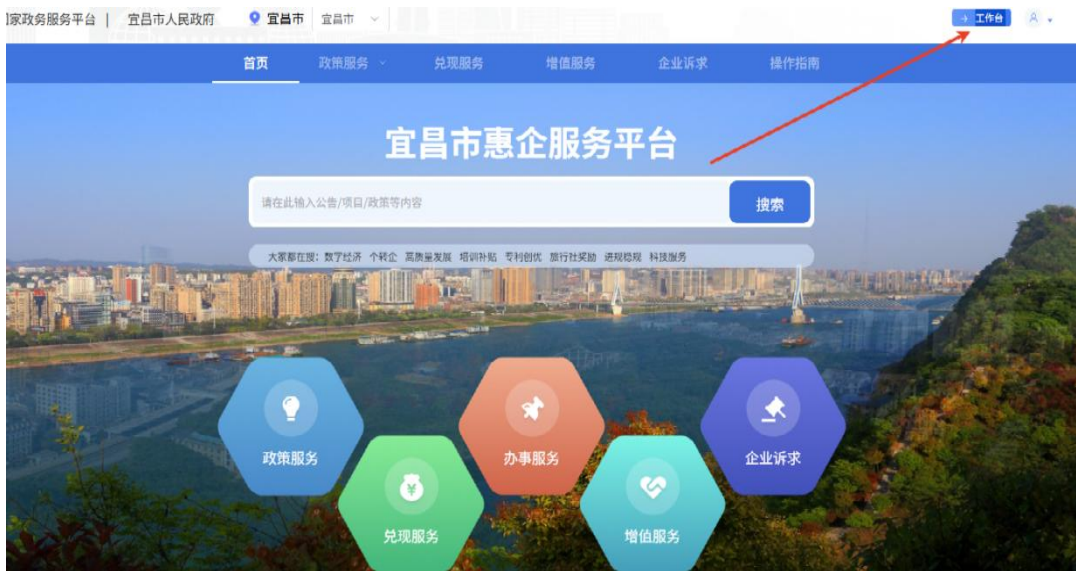 国家政务服务平台 | 宜昌市人民政府 宜昌市 宜昌市 工作台
首页 政策服务 兑现服务 增值服务 企业诉求 操作指南
宜昌市惠企服务平台
请在此输入公告/项目/政策等内容 搜索
大家都在搜：数字经济 个转企 高质量发展 培训补贴 专利创优 旅行社奖励 进规稳规 科技服务
政策服务 办事服务 企业诉求
兑现服务 增值服务